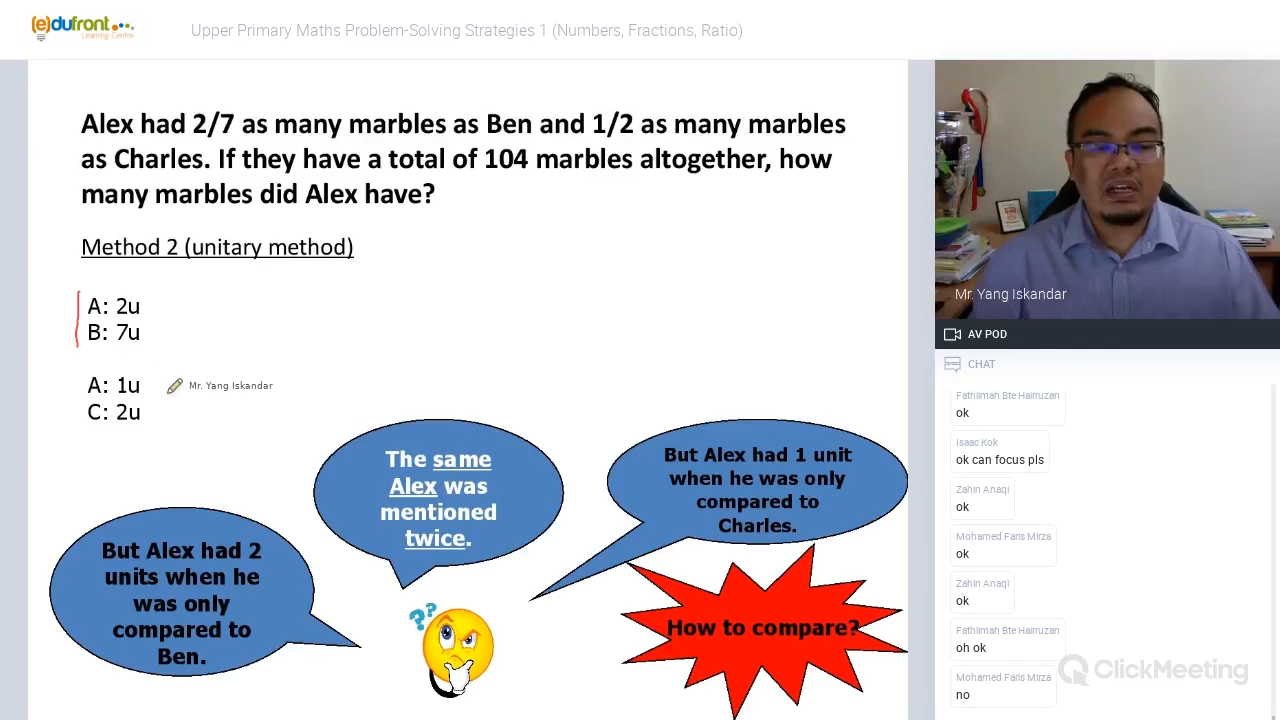 (e)dufront
Learning Centre
Upper Primary Maths Problem-Solving Strategies 1 (Numbers, Fractions, Ratio)
Alex had 2/7 as many marbles as Ben and 1/2 as many marbles
as Charles. If they have a total of 104 marbles altogether, how
many marbles did Alex have?
Method 2 (unitary method)
A: 2u
B: 7u
A: 1u
Mr. Yang Iskandar
C: 2u
The same
Alex was
mentioned
twice.
But Alex had 1 unit
when he was only
compared to
Charles.
But Alex had 2
units when he
was only
compared to
Ben.
??
How to compare?
Mr. Yang Iskandar
AV POD
CHAT
Fathlimah Bte Hairruzan
ok
Isaac Kok
ok can focus pls
Zahin Anaqi
ok
Mohamed Faris Mirza
ok
Zahin Anaqi
ok
Fathlimah Bte Hairruzan
oh ok
Mohamed Faris Mirza
no
ClickMeeting